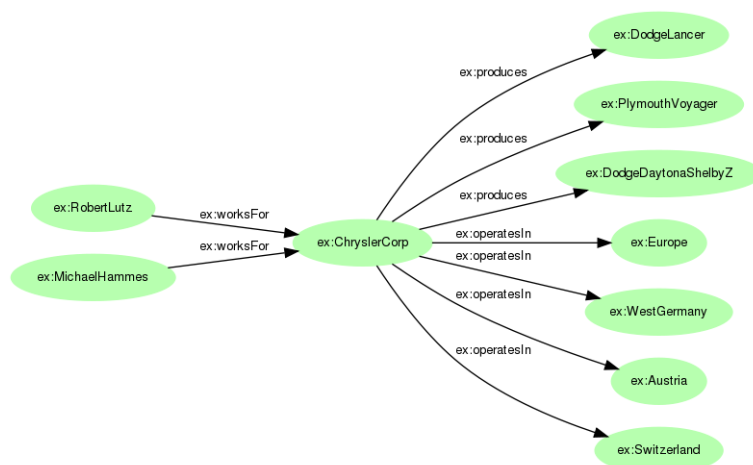 ex:DodgeLancer
ex:produces
ex:PlymouthVoyager
ex:produces
ex:DodgeDaytonaShelbyZ
ex:produces
ex:RobertLutz
ex:worksFor
ex:operatesIn
ex:ChryslerCorp
ex:Europe
ex:worksFor
ex:operatesIn
ex:MichaelHammes
ex:operatesIn
ex:WestGermany
ex:operatesIn
ex:Austria
ex:Switzerland